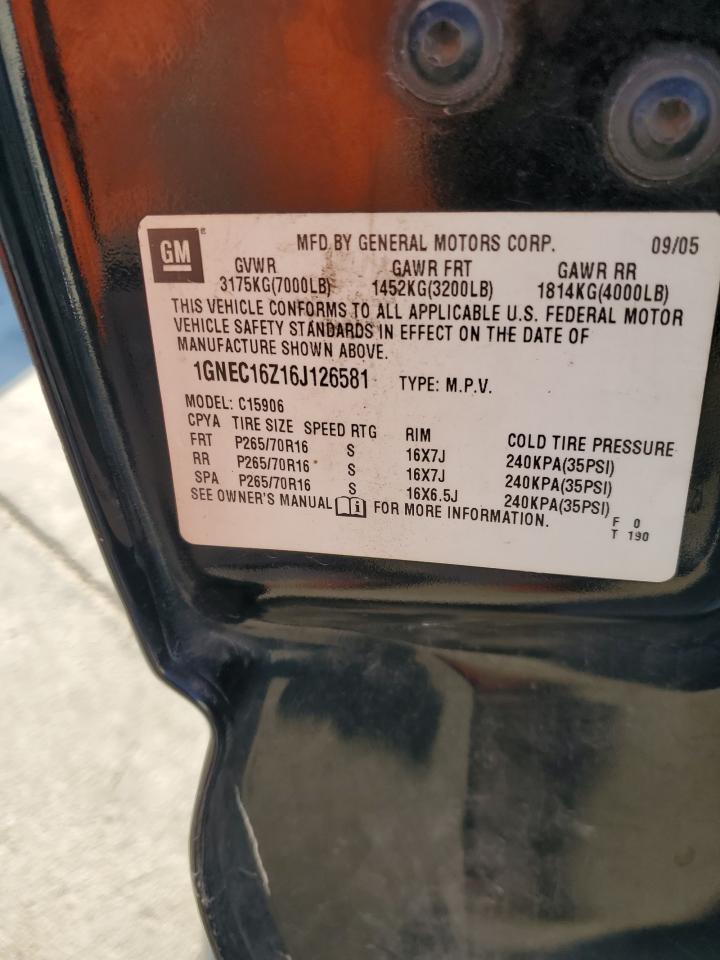 GM ®
MFD BY GENERAL MOTORS CORP. 09/05
GVWR GAWR FRT GAWR RR
3175KG(7000LB) 1452KG(3200LB) 1814KG(4000LB)
THIS VEHICLE CONFORMS TO ALL APPLICABLE U.S. FEDERAL MOTOR
VEHICLE SAFETY STANDARDS IN EFFECT ON THE DATE OF
MANUFACTURE SHOWN ABOVE.
1GNEC16Z16J126581 TYPE: M.P.V.
MODEL: C15906
CPYA TIRE SIZE SPEED RTG RIM COLD TIRE PRESSURE
FRT P265/70R16 S 16X7J 240KPA(35PSI)
RR P265/70R16 S 16X7J 240KPA(35PSI)
SPA P265/70R16 S 16X6.5J 240KPA(35PSI)
SEE OWNER'S MANUAL FOR MORE INFORMATION.
F 0
T 190